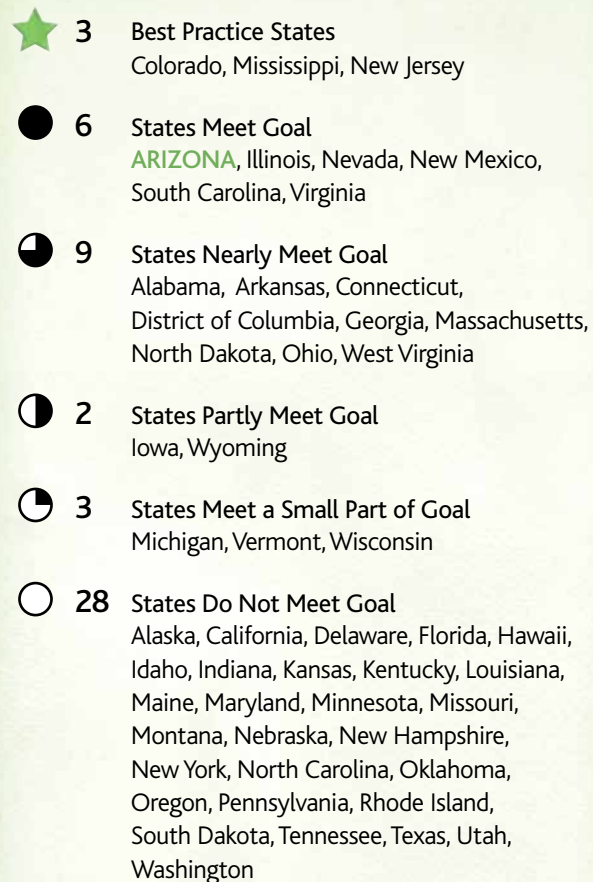 3 Best Practice States
Colorado, Mississippi, New Jersey
6 States Meet Goal
ARIZONA, Illinois, Nevada, New Mexico,
South Carolina, Virginia
9 States Nearly Meet Goal
Alabama, Arkansas, Connecticut,
District of Columbia, Georgia, Massachusetts,
North Dakota, Ohio, West Virginia
2 States Partly Meet Goal
Iowa, Wyoming
3 States Meet a Small Part of Goal
Michigan, Vermont, Wisconsin
28 States Do Not Meet Goal
Alaska, California, Delaware, Florida, Hawaii,
Idaho, Indiana, Kansas, Kentucky, Louisiana,
Maine, Maryland, Minnesota, Missouri,
Montana, Nebraska, New Hampshire,
New York, North Carolina, Oklahoma,
Oregon, Pennsylvania, Rhode Island,
South Dakota, Tennessee, Texas, Utah,
Washington